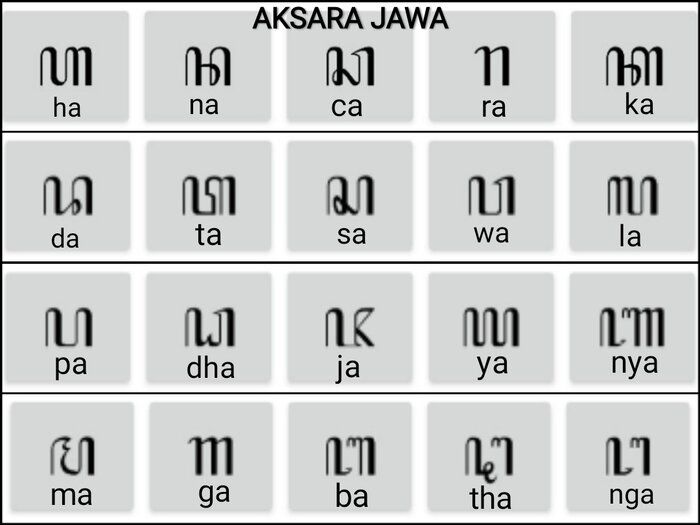 AKSARA JAWA
ꦲ ꦤ ꦕ ꦫ ꦏ
ha na ca ra ka
ꦢ ꦠ ꦱ ꦮ ꦭ
da ta sa wa la
ꦥ ꦝ ꦗ ꦪ ꦚ
pa dha ja ya nya
ꦩ ꦒ ꦧ ꦛ ꦔ
ma ga ba tha nga